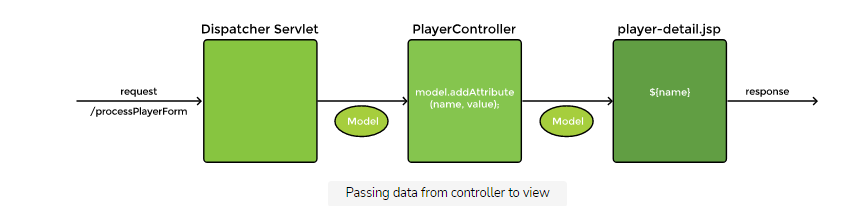 Dispatcher Servlet
PlayerController
player-detail.jsp
request
/processPlayerForm
Model
model.addAttribute
(name, value);
Model
${name}
response
Passing data from controller to view